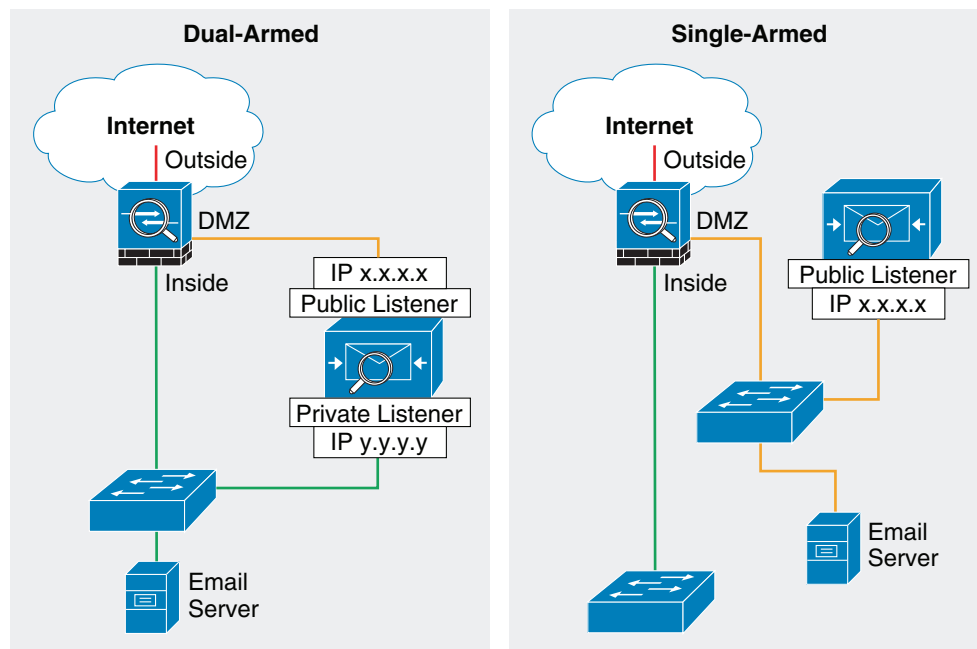 Dual-Armed
Internet
Outside
DMZ
Inside
IP x.x.x.x
Public Listener
Private Listener
IP y.y.y.y
Email
Server
Single-Armed
Internet
Outside
DMZ
Inside
Public Listener
IP x.x.x.x
Email
Server